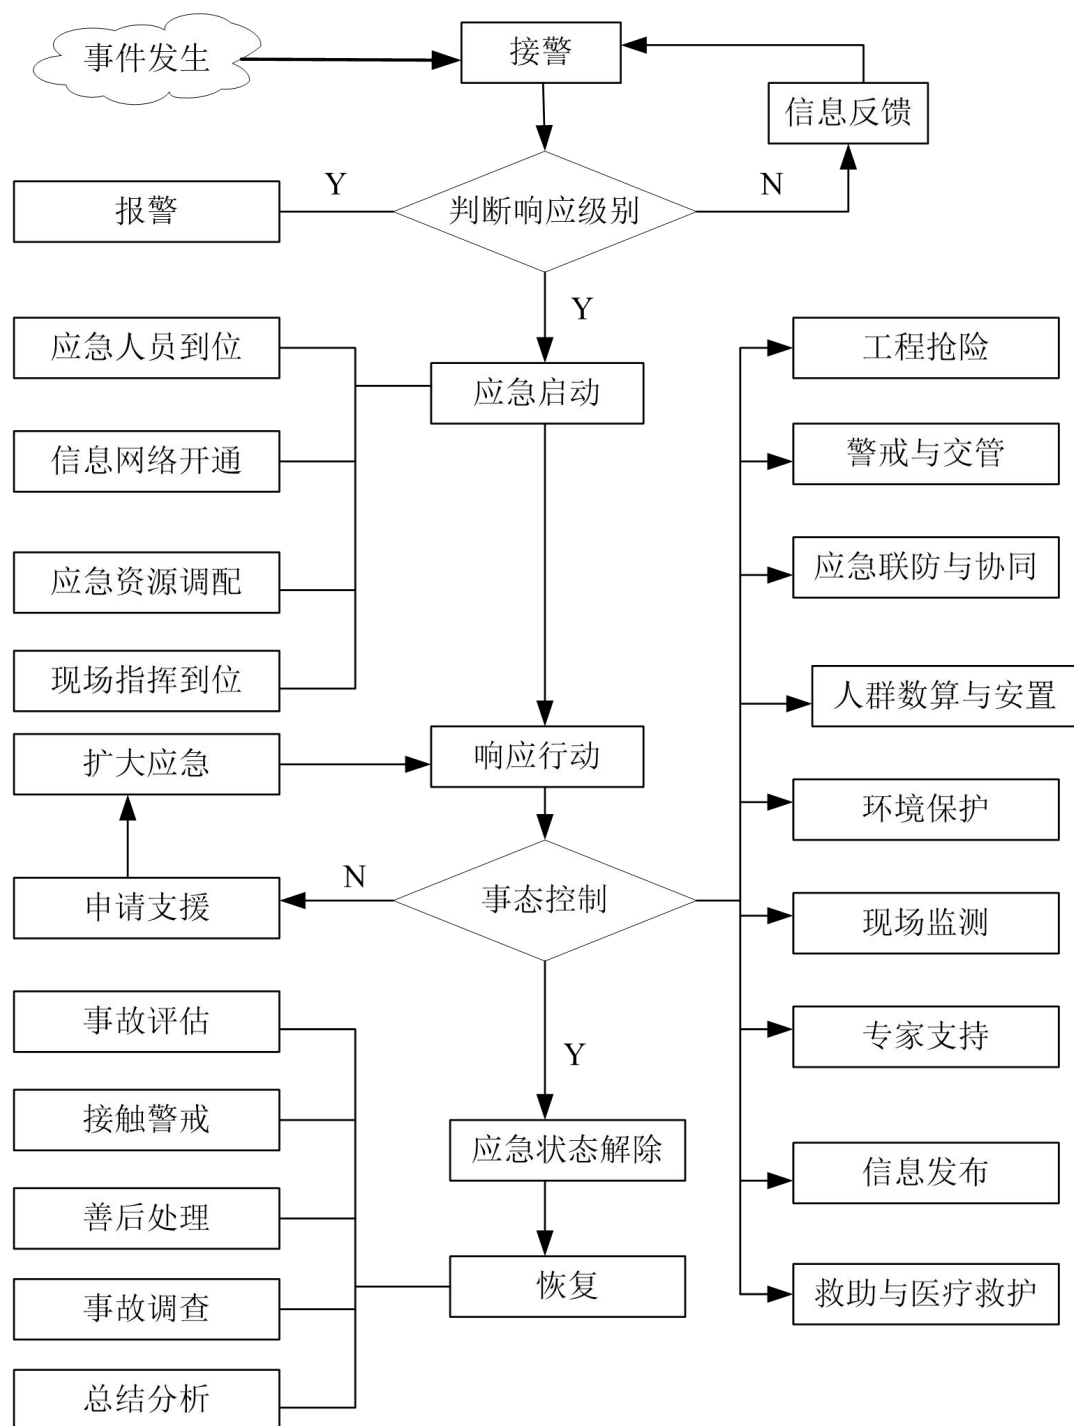 事件发生
接警
信息反馈
报警
Y
判断响应级别
N
Y
应急人员到位
应急启动
工程抢险
信息网络开通
警戒与交管
应急资源调配
应急联防与协同
现场指挥到位
人群数算与安置
扩大应急
响应行动
环境保护
申请支援
N
事态控制
现场监测
事故评估
Y
专家支持
接触警戒
应急状态解除
信息发布
善后处理
恢复
救助与医疗救护
事故调查
总结分析